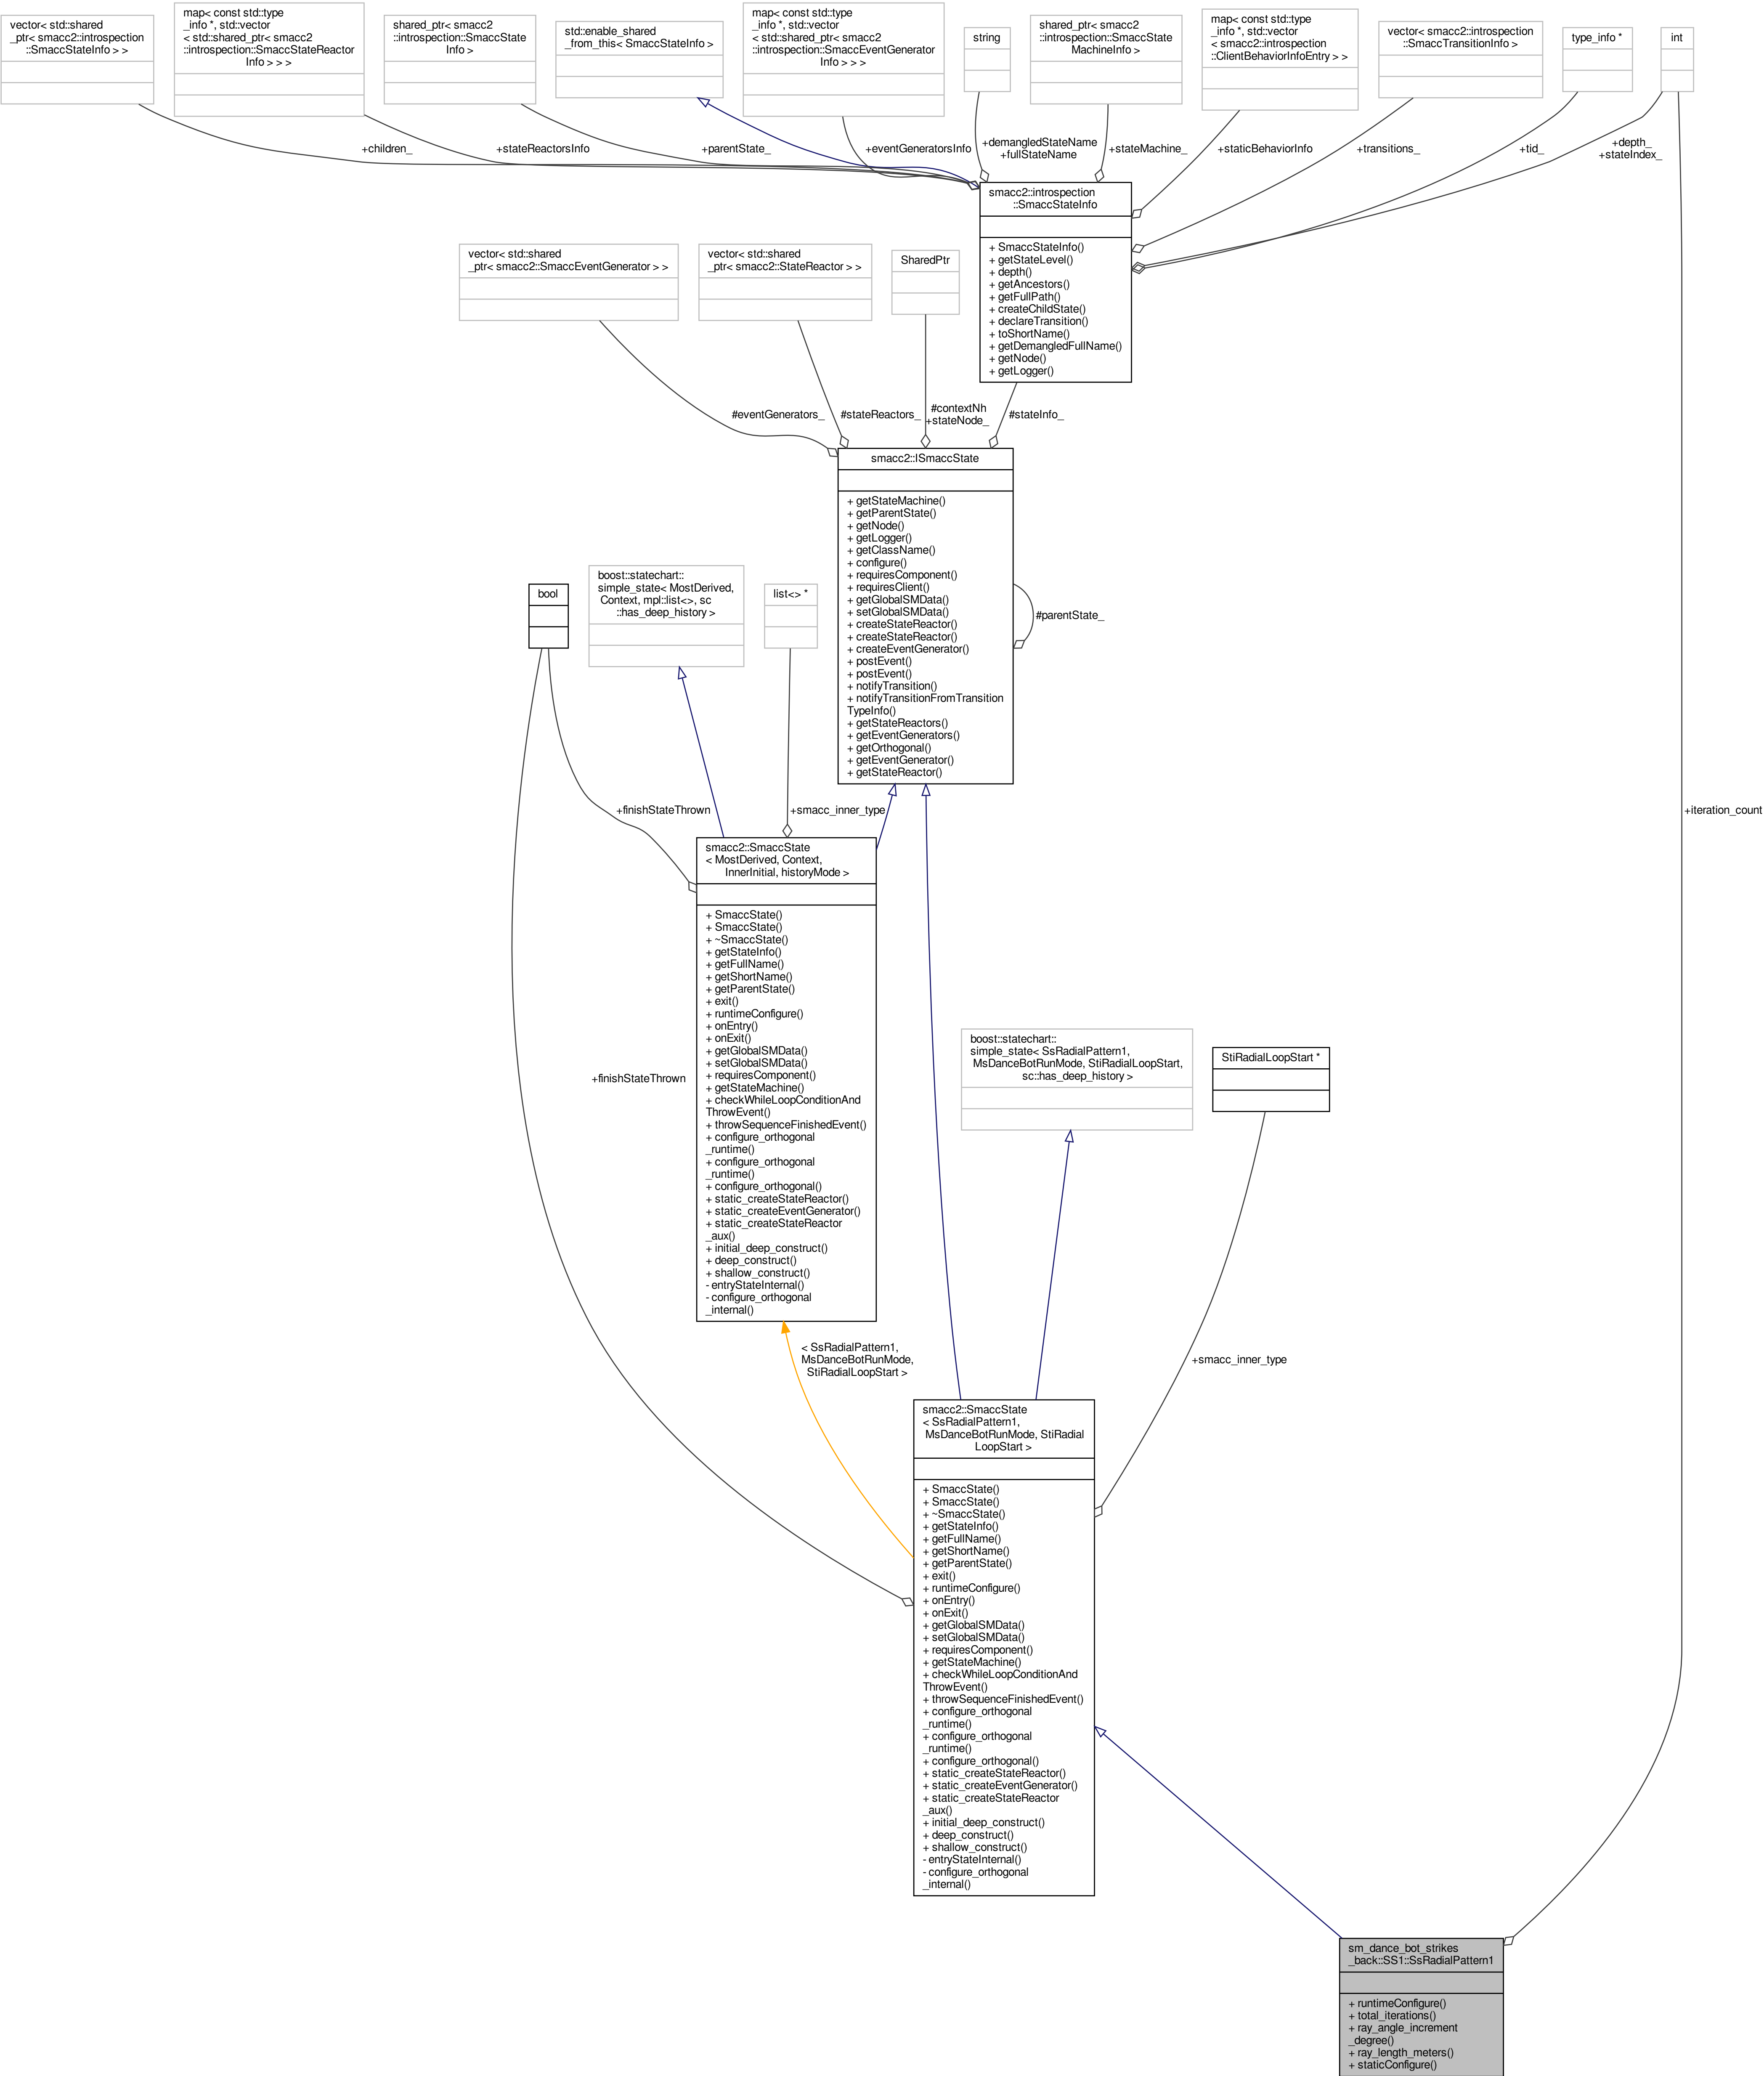 vector< std::shared
_ptr< smacc2::introspection
::SmaccStateInfo > >
map< const std::type
_info *, std::vector
< std::shared_ptr< smacc2
::introspection::SmaccStateReactor
Info > > >
shared_ptr< smacc2
::introspection::SmaccState
Info >
std::enable_shared
_from_this< SmaccStateInfo >
map< const std::type
_info *, std::vector
< std::shared_ptr< smacc2
::introspection::SmaccEventGenerator
Info > > >
string
shared_ptr< smacc2
::introspection::SmaccState
MachineInfo >
map< const std::type
_info *, std::vector
< smacc2::introspection
::ClientBehaviorInfoEntry > >
vector< smacc2::introspection
::SmaccTransitionInfo >
type_info *
int
+children_
+stateReactorsInfo
+parentState_
+eventGeneratorsInfo
+demangledStateName
+fullStateName
+stateMachine_
+staticBehaviorInfo
+transitions_
+tid_
+depth_
+stateIndex_
smacc2::introspection
::SmaccStateInfo
+ SmaccStateInfo()
+ getStateLevel()
+ depth()
+ getAncestors()
+ getFullPath()
+ createChildState()
+ declareTransition()
+ toShortName()
+ getDemangledFullName()
+ getNode()
+ getLogger()
vector< std::shared
_ptr< smacc2::SmaccEventGenerator > >
vector< std::shared
_ptr< smacc2::StateReactor > >
SharedPtr
#eventGenerators_
#stateReactors_
#contextNh
+stateNode_
#stateInfo_
smacc2::ISmaccState
+ getStateMachine()
+ getParentState()
+ getNode()
+ getLogger()
+ getClassName()
+ configure()
+ requiresComponent()
+ requiresClient()
+ getGlobalSMData()
+ setGlobalSMData()
+ createStateReactor()
+ createStateReactor()
+ createEventGenerator()
+ postEvent()
+ postEvent()
+ notifyTransition()
+ notifyTransitionFromTransition
TypeInfo()
+ getStateReactors()
+ getEventGenerators()
+ getOrthogonal()
+ getEventGenerator()
+ getStateReactor()
#parentState_
bool
boost::statechart::
simple_state< MostDerived,
Context, mpl::list<>, sc
::has_deep_history >
list<> *
+finishStateThrown
+smacc_inner_type
+iteration_count
smacc2::SmaccState
< MostDerived, Context,
InnerInitial, historyMode >
+ SmaccState()
+ SmaccState()
+ ~SmaccState()
+ getStateInfo()
+ getFullName()
+ getShortName()
+ getParentState()
+ exit()
+ runtimeConfigure()
+ onEntry()
+ onExit()
+ getGlobalSMData()
+ setGlobalSMData()
+ requiresComponent()
+ getStateMachine()
+ checkWhileLoopConditionAnd
ThrowEvent()
+ throwSequenceFinishedEvent()
+ configure_orthogonal
_runtime()
+ configure_orthogonal
_runtime()
+ configure_orthogonal()
+ static_createStateReactor()
+ static_createEventGenerator()
+ static_createStateReactor
_aux()
+ initial_deep_construct()
+ deep_construct()
+ shallow_construct()
- entryStateInternal()
- configure_orthogonal
_internal()
+finishStateThrown
boost::statechart::
simple_state< SsRadialPattern1,
MsDanceBotRunMode, StiRadialLoopStart,
sc::has_deep_history >
StiRadialLoopStart *
< SsRadialPattern1,
MsDanceBotRunMode,
StiRadialLoopStart >
+smacc_inner_type
smacc2::SmaccState
< SsRadialPattern1,
MsDanceBotRunMode, StiRadial
LoopStart >
+ SmaccState()
+ SmaccState()
+ ~SmaccState()
+ getStateInfo()
+ getFullName()
+ getShortName()
+ getParentState()
+ exit()
+ runtimeConfigure()
+ onEntry()
+ onExit()
+ getGlobalSMData()
+ setGlobalSMData()
+ requiresComponent()
+ getStateMachine()
+ checkWhileLoopConditionAnd
ThrowEvent()
+ throwSequenceFinishedEvent()
+ configure_orthogonal
_runtime()
+ configure_orthogonal
_runtime()
+ configure_orthogonal()
+ static_createStateReactor()
+ static_createEventGenerator()
+ static_createStateReactor
_aux()
+ initial_deep_construct()
+ deep_construct()
+ shallow_construct()
- entryStateInternal()
- configure_orthogonal
_internal()
sm_dance_bot_strikes
_back::SS1::SsRadialPattern1
+ runtimeConfigure()
+ total_iterations()
+ ray_angle_increment
_degree()
+ ray_length_meters()
+ staticConfigure()